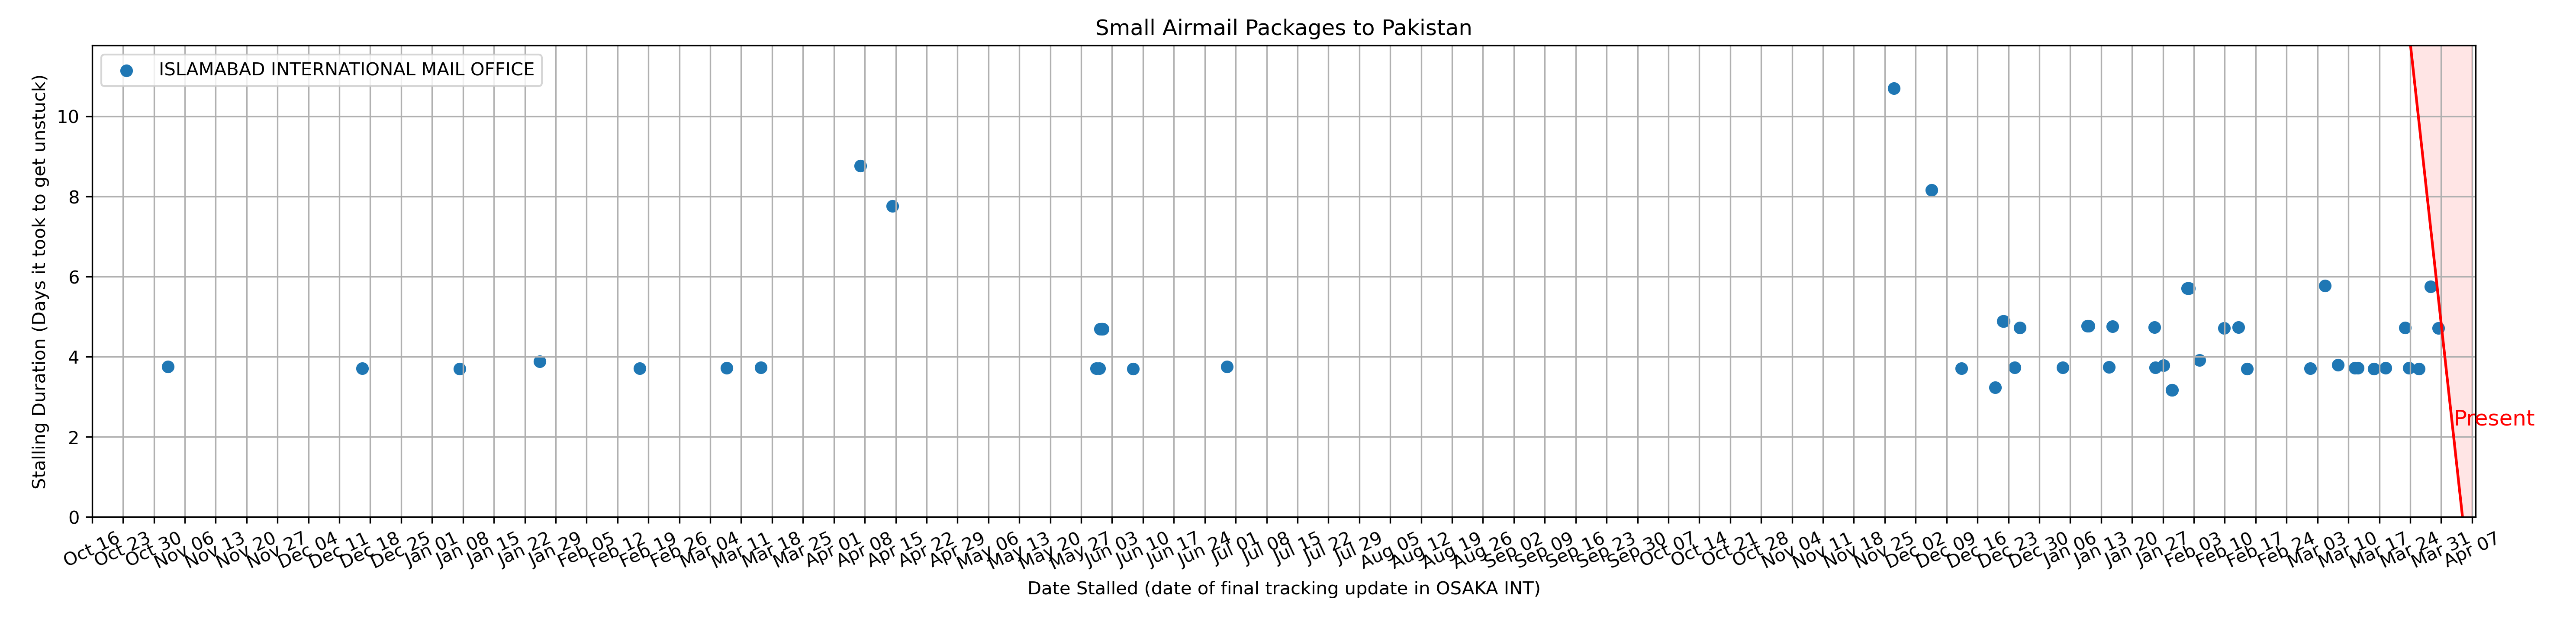 Small Airmail Packages to Pakistan
ISLAMABAD INTERNATIONAL MAIL OFFICE
Stalling Duration (Days it took to get unstuck)
10
8
6
4
2
0
Present
Oct 16
Oct 23
Oct 30
Nov 06
Nov 13
Nov 20
Nov 27
Dec 04
Dec 11
Dec 18
Dec 25
Jan 01
Jan 08
Jan 15
Jan 22
Jan 29
Feb 05
Feb 12
Feb 19
Feb 26
Mar 04
Mar 11
Mar 18
Mar 25
Apr 01
Apr 08
Apr 15
Apr 22
Apr 29
May 06
May 13
May 20
May 27
Jun 03
Jun 10
Jun 17
Jun 24
Jul 01
Jul 08
Jul 15
Jul 22
Jul 29
Aug 05
Aug 12
Aug 19
Aug 26
Sep 02
Sep 09
Sep 16
Sep 23
Sep 30
Oct 07
Oct 14
Oct 21
Oct 28
Nov 04
Nov 11
Nov 18
Nov 25
Dec 02
Dec 09
Dec 16
Dec 23
Dec 30
Jan 06
Jan 13
Jan 20
Jan 27
Feb 03
Feb 10
Feb 17
Feb 24
Mar 03
Mar 10
Mar 17
Mar 24
Mar 31
Apr 07
Date Stalled (date of final tracking update in OSAKA INT)